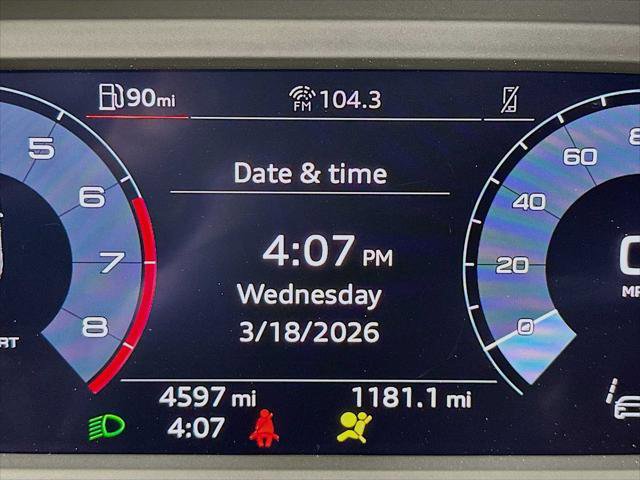 90mi
FM 104.3
Date & time
5
6
7
8
4:07 PM
Wednesday
3/18/2026
60
40
20
0
4597 mi
1181.1 mi
4:07